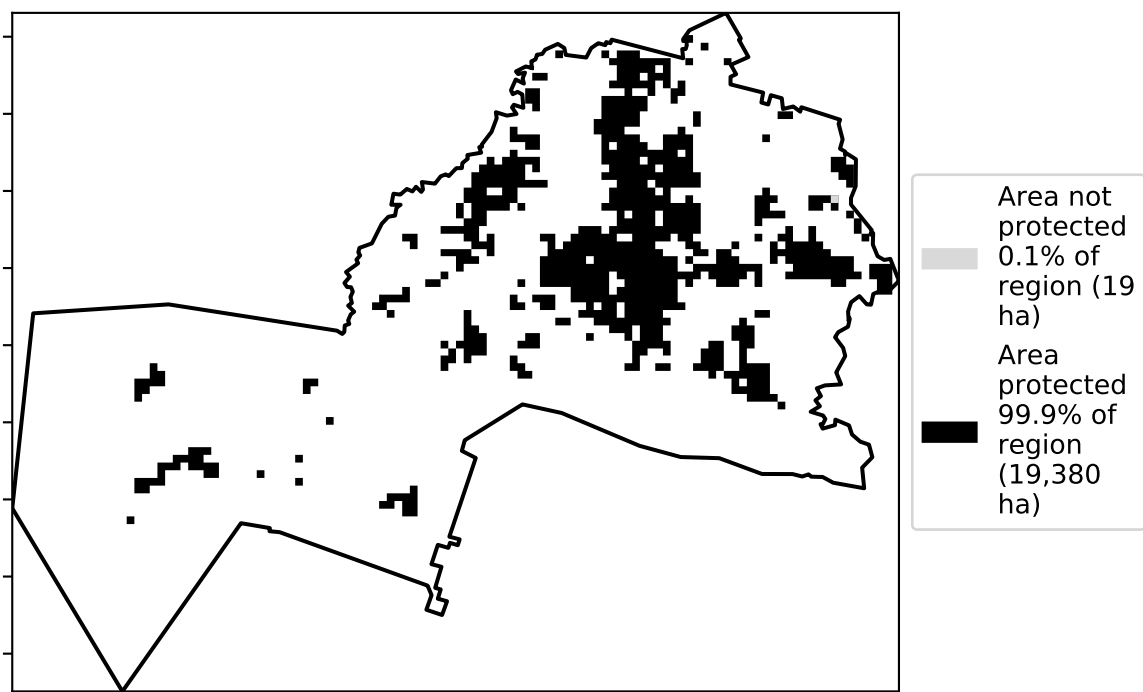 Area not
protected
0.1% of
region (19
ha)
Area
protected
99.9% of
region
(19,380
ha)